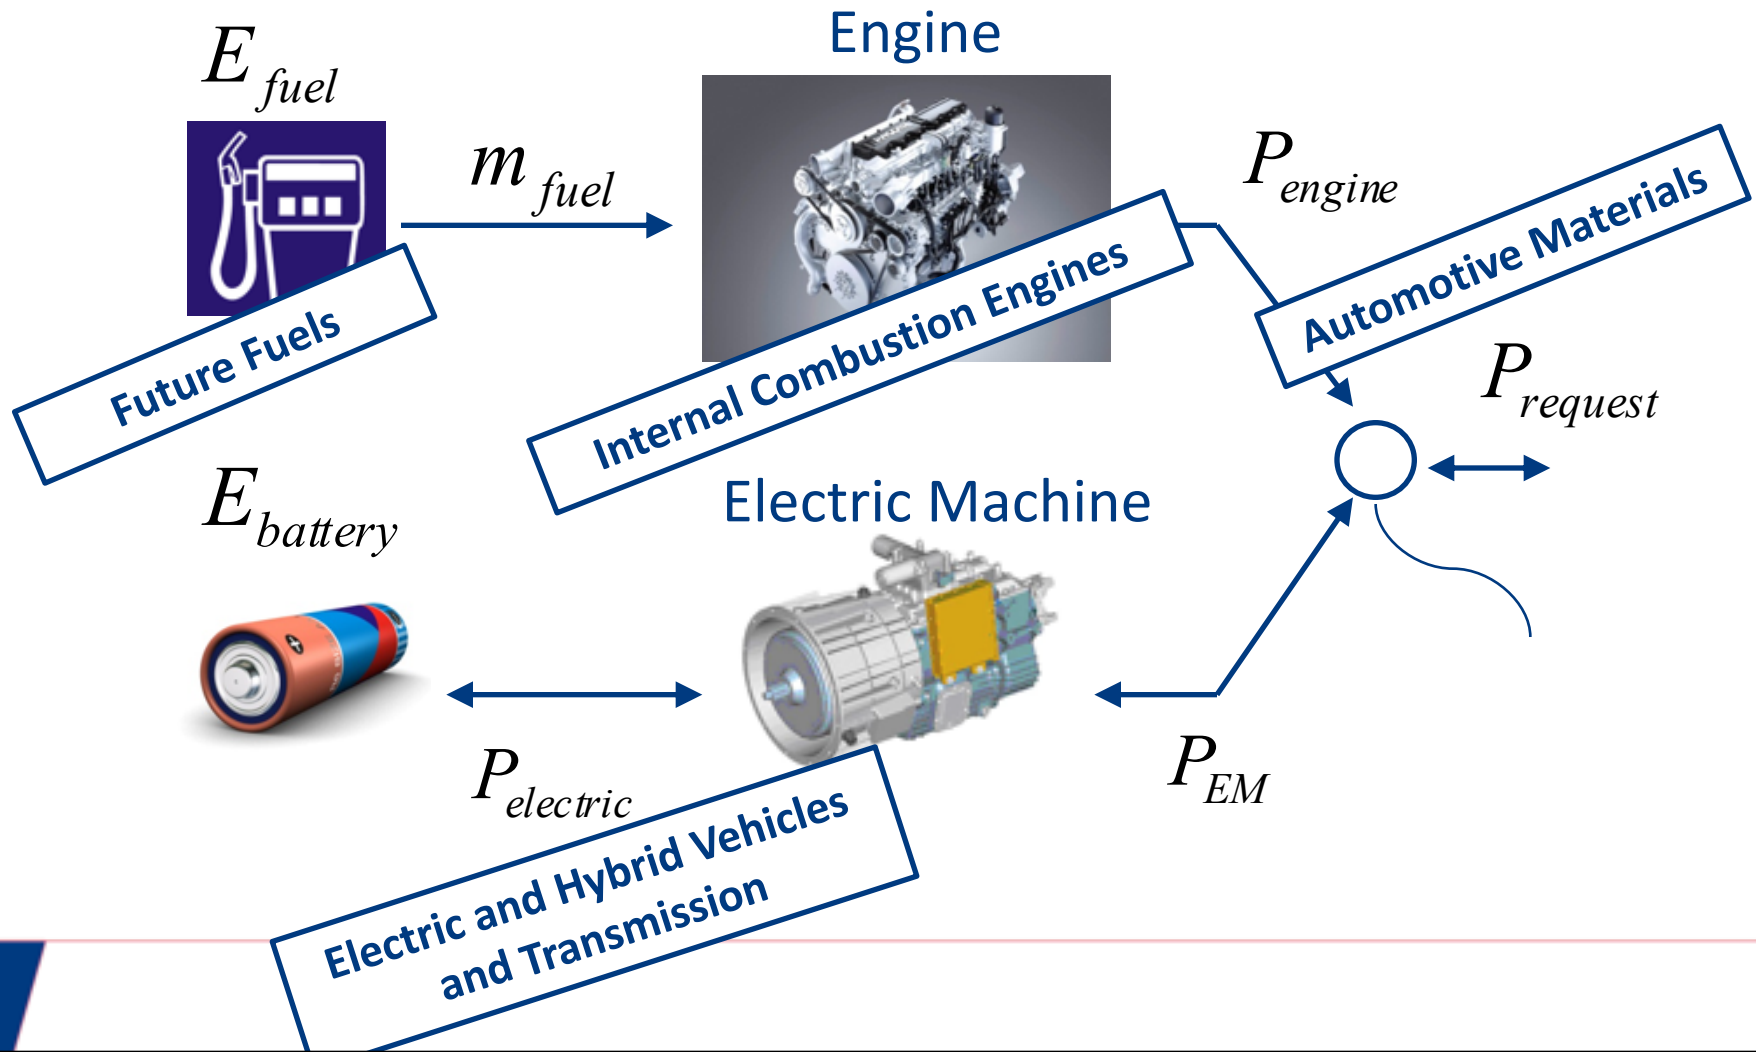 Engine
E fuel
m fuel
P engine
Automotive Materials
Future Fuels
Internal Combustion Engines
P request
E battery
Electric Machine
P electric
P EM
Electric and Hybrid Vehicles
and Transmission